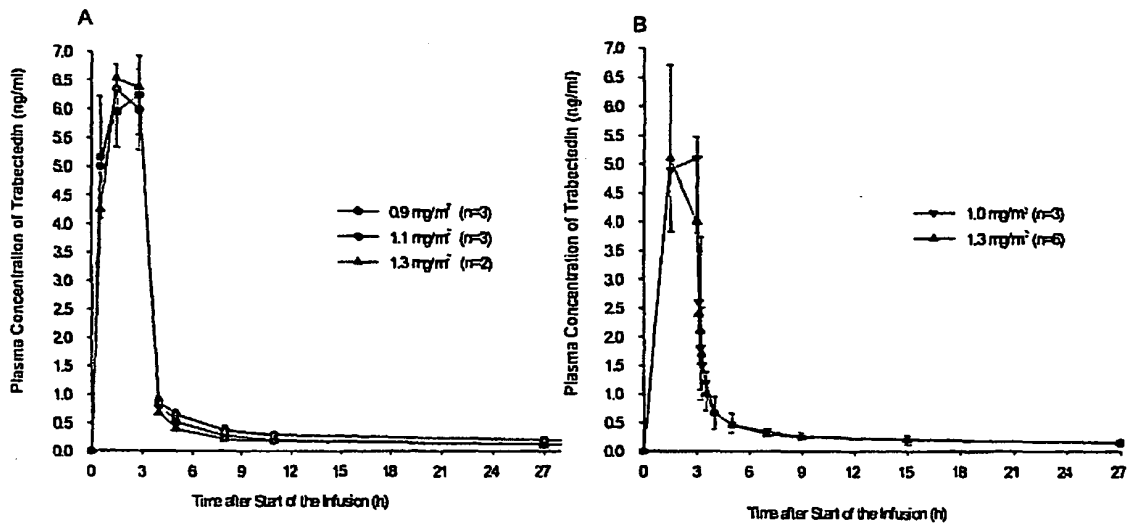 A
Plasma Concentration of Trabectedin (ng/ml)
7.0
6.5
6.0
5.5
5.0
4.5
4.0
3.5
3.0
2.5
2.0
1.5
1.0
0.5
0.0
0 3 6 9 12 15 18 21 24 27
Time after Start of the Infusion (h)
0.9 mg/m² (n=3)
1.1 mg/m² (n=3)
1.3 mg/m² (n=2)
B
Plasma Concentration of Trabectedin (ng/ml)
7.0
6.5
6.0
5.5
5.0
4.5
4.0
3.5
3.0
2.5
2.0
1.5
1.0
0.5
0.0
0 3 6 9 12 15 18 21 24 27
Time after Start of the Infusion (h)
1.0 mg/m² (n=3)
1.3 mg/m² (n=6)